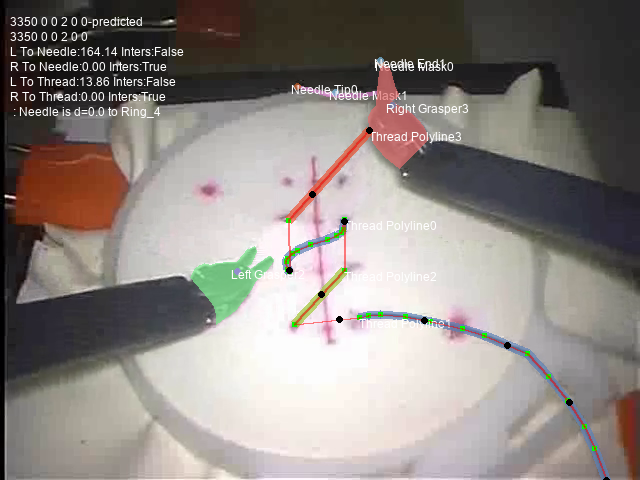 3350 0 0 2 0 0-predicted
3350 0 0 2 0 0
L To Needle:164.14 Inters:False
R To Needle:0.00 Inters:True
L To Thread:13.86 Inters:False
R To Thread:0.00 Inters:True
: Needle is d=0.0 to Ring_4
Needle End1
Needle Mask0
Needle Tip0
Needle Mask1
Right Grasper3
Thread Polyline3
Thread Polyline0
Left Grasper2
Thread Polyline2
Thread Polyline1